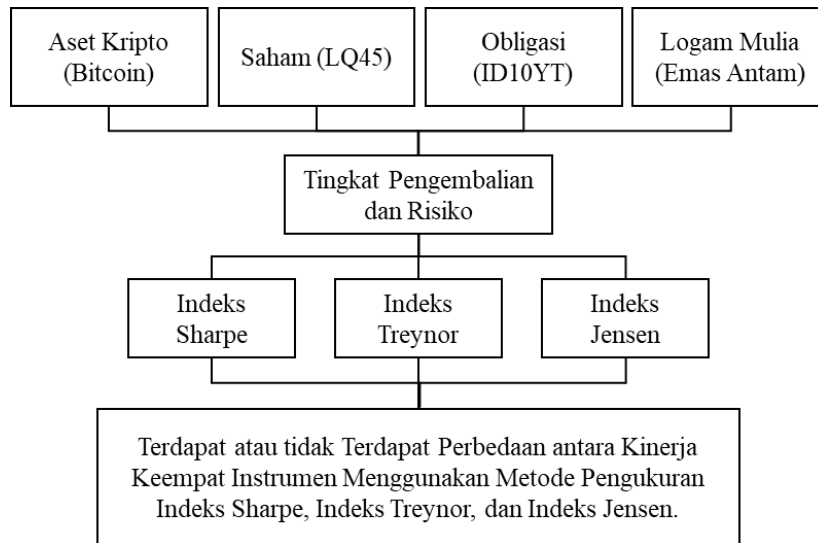 Aset Kripto
(Bitcoin)
Saham (LQ45)
Obligasi
(ID10YT)
Logam Mulia
(Emas Antam)
Tingkat Pengembalian
dan Risiko
Indeks
Sharpe
Indeks
Treynor
Indeks
Jensen
Terdapat atau tidak Terdapat Perbedaan antara Kinerja
Keempat Instrumen Menggunakan Metode Pengukuran
Indeks Sharpe, Indeks Treynor, dan Indeks Jensen.